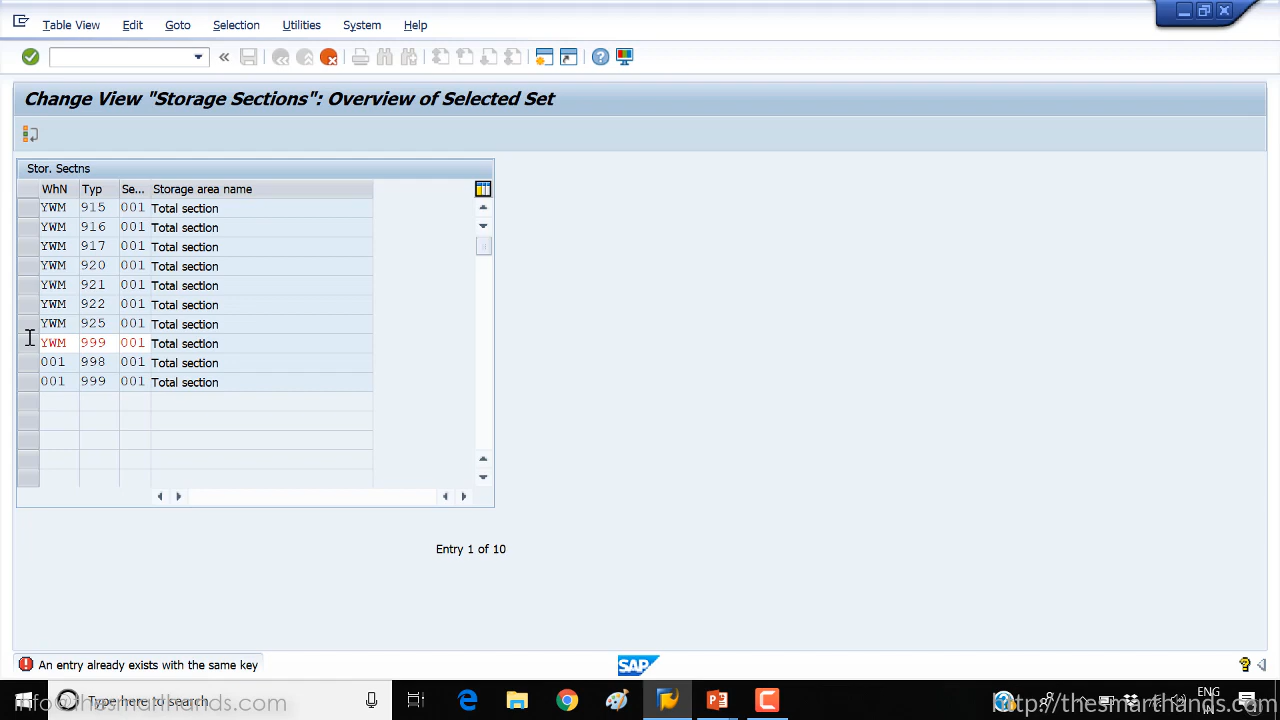 Table View Edit Goto Selection Utilities System Help
Change View "Storage Sections": Overview of Selected Set
Stor. Sectns
WhN Typ Se... Storage area name
YWM 915 001 Total section
YWM 916 001 Total section
YWM 917 001 Total section
YWM 920 001 Total section
YWM 921 001 Total section
YWM 922 001 Total section
YWM 925 001 Total section
YWM 999 001 Total section
001 998 001 Total section
001 999 001 Total section
Entry 1 of 10
An entry already exists with the same key
SAP
Type here to search
info@thesmarthands.com
ENG
IN
http://thesmarthands.com